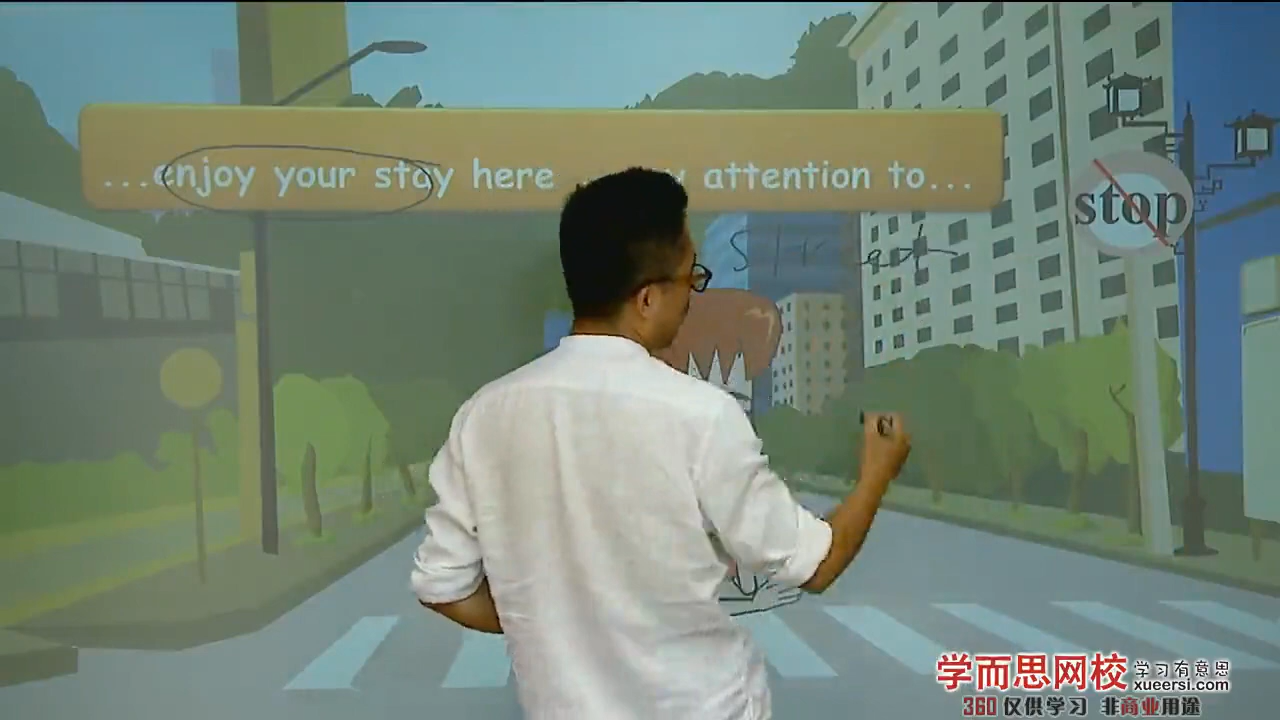 ...enjoy your stay here ... attention to...
stop
学而思网校 学习有意思
xueersi.com
360 仅供学习 非商业用途